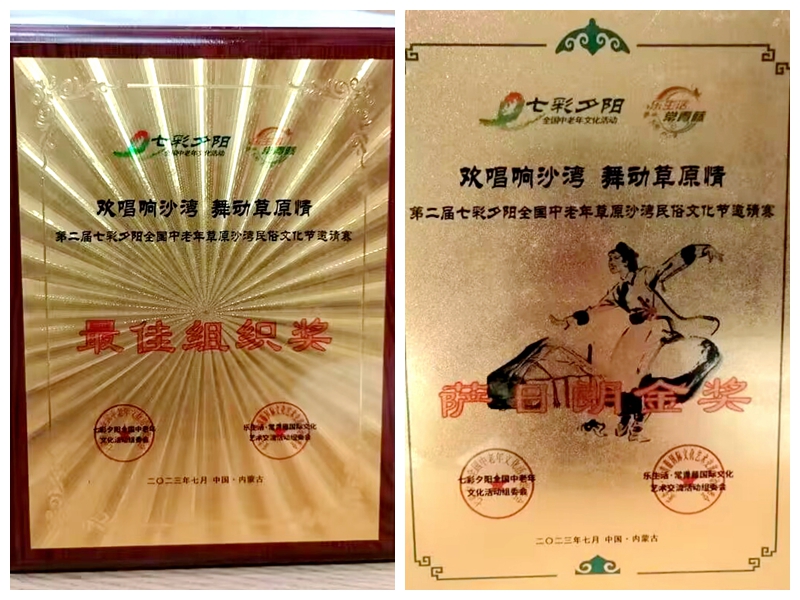 七彩夕阳
全国中老年文化活动
欢唱响沙湾 舞动草原情
第二届七彩夕阳全国中老年草原沙湾民俗文化节邀请赛
最佳组织奖
七彩夕阳全国中老年
文化活动组委会
乐生活·常青藤国际文化
艺术交流活动组委会
二〇二三年七月 中国·内蒙古
七彩夕阳
全国中老年文化活动
乐生活
常青藤
欢唱响沙湾 舞动草原情
第二届七彩夕阳全国中老年草原沙湾民俗文化节邀请赛
萨日朗金奖
七彩夕阳全国中老年
文化活动组委会
乐生活·常青藤国际文化
艺术交流活动组委会
二〇二三年七月 中国·内蒙古